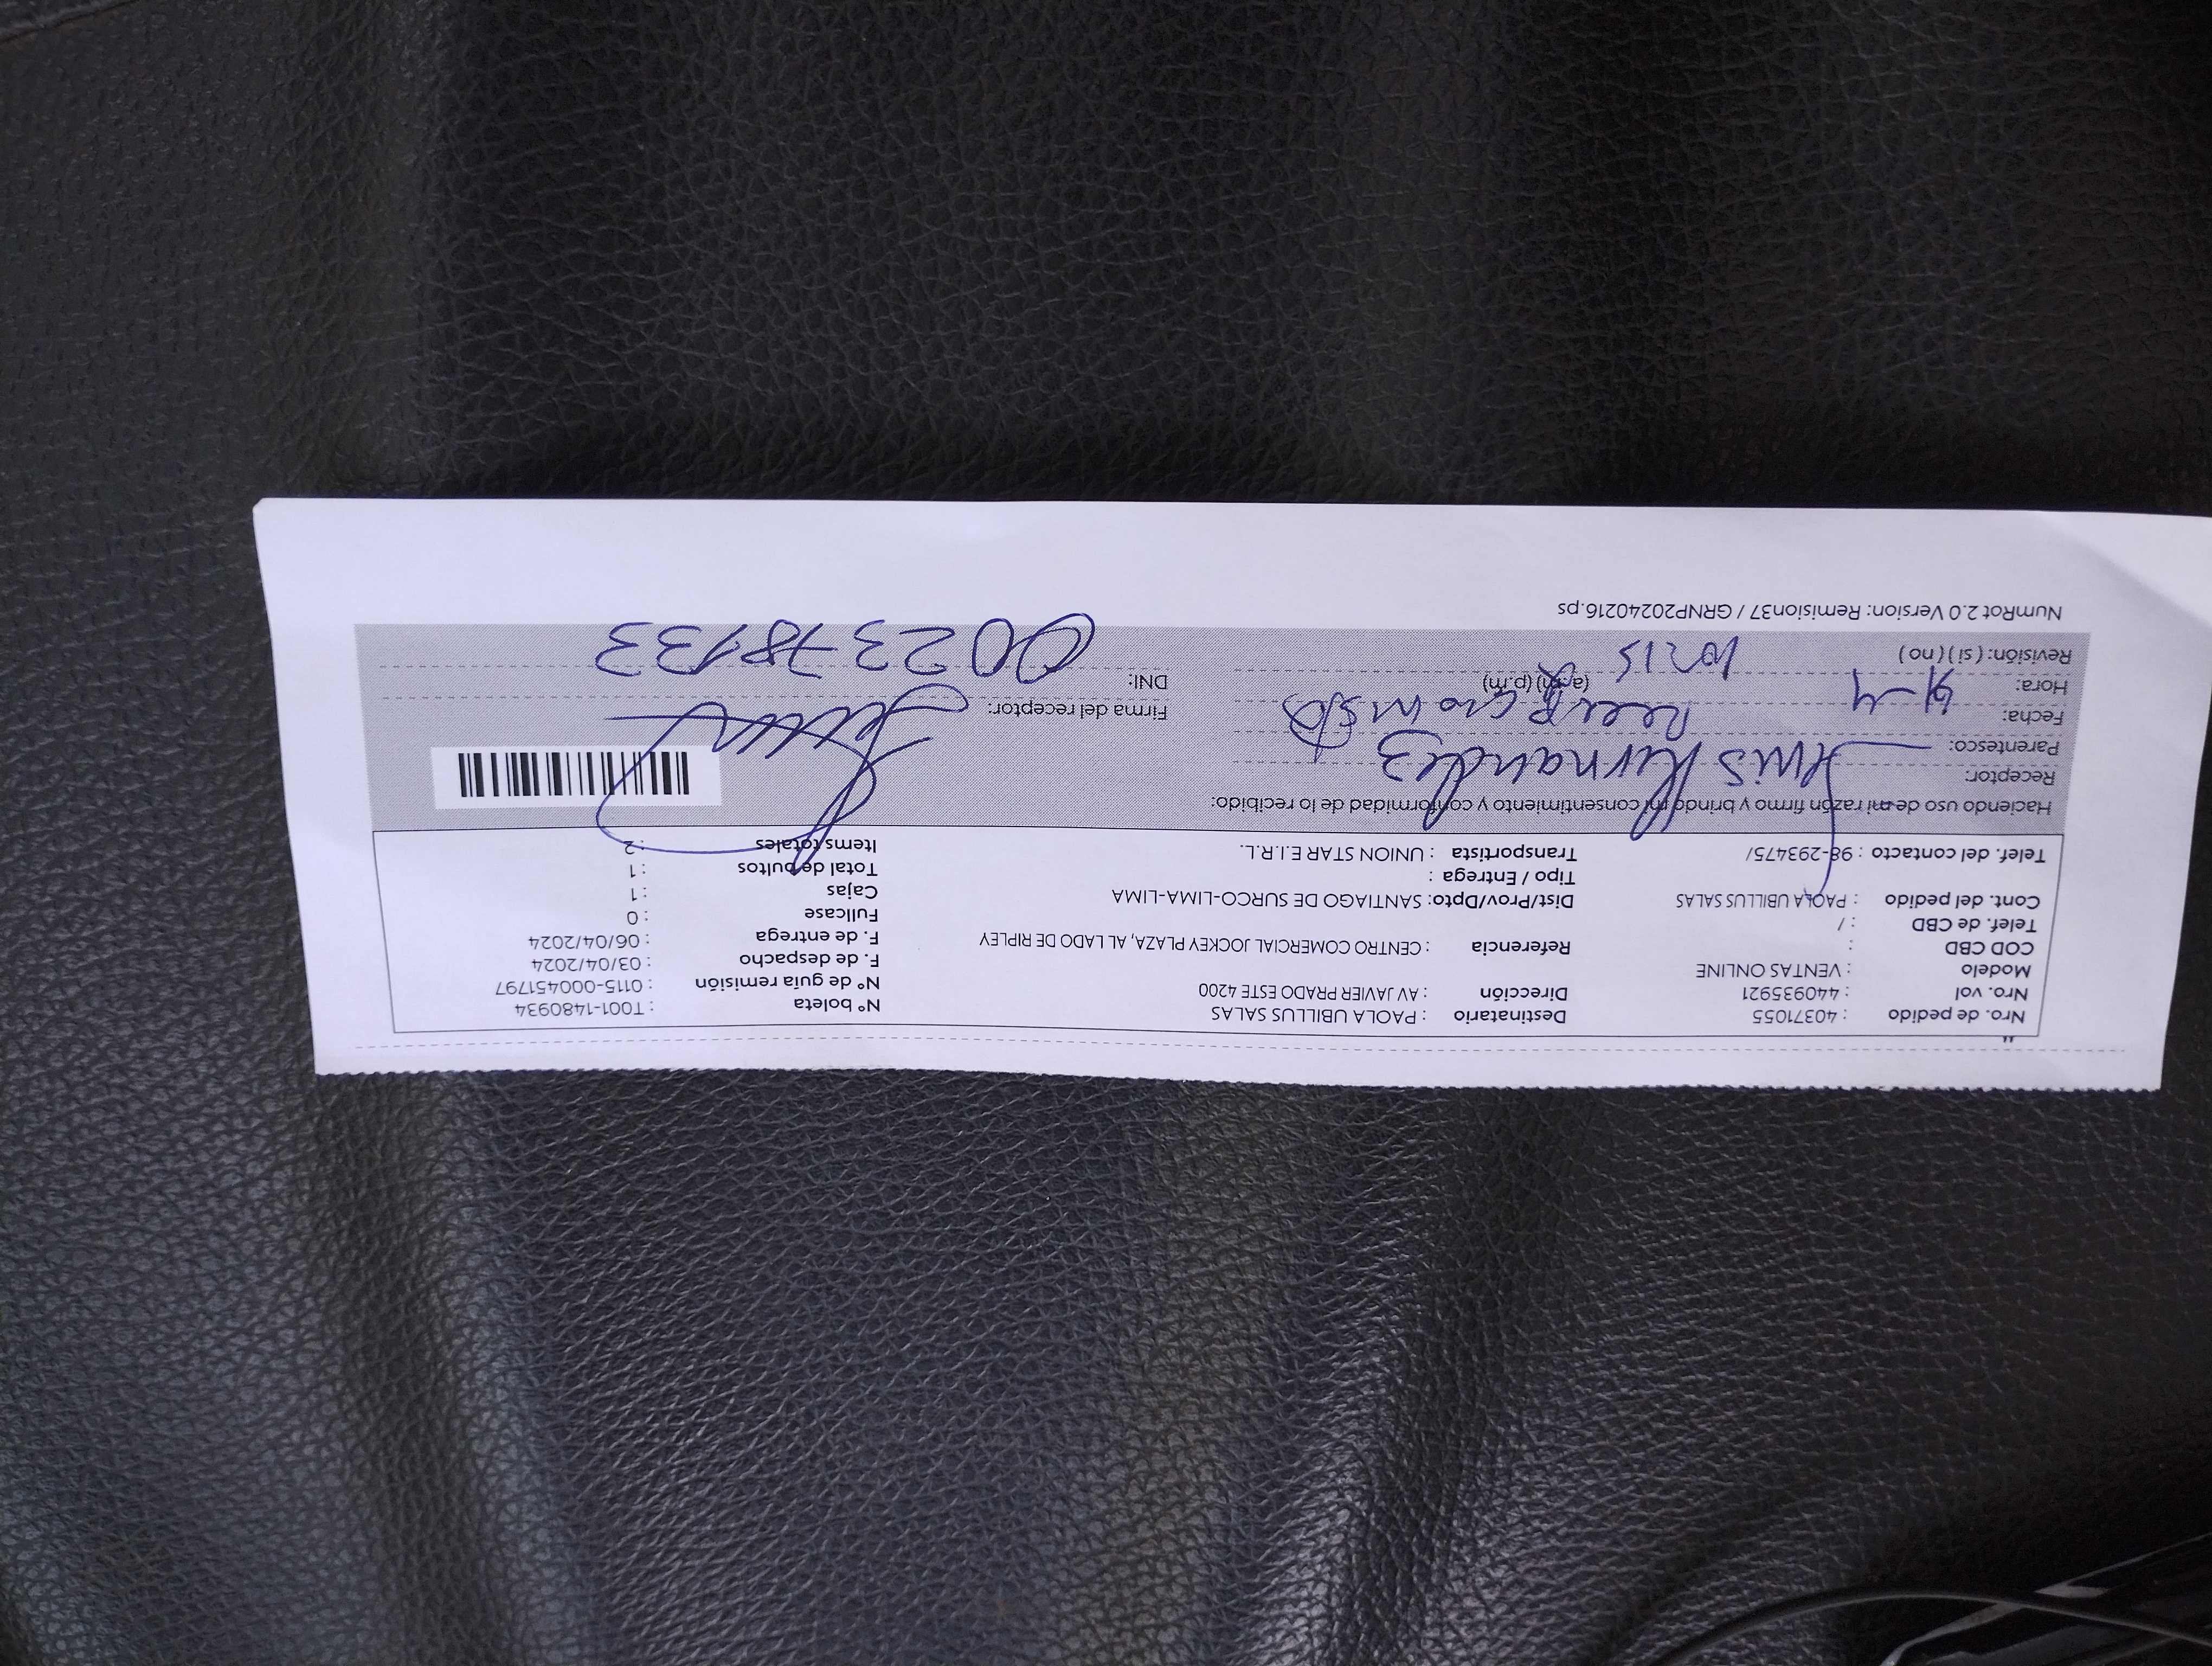 Nro. de pedido : 40371055 Destinatario : PAOLA UBILLUS SALAS Nº boleta : T001-1480934
Nro. vol : 440935921 Dirección : AV JAVIER PRADO ESTE 4200 Nº de guia remisión : 0115-000451797
Modelo : VENTAS ONLINE F. de despacho : 03/04/2024
COD CBD : Referencia : CENTRO COMERCIAL JOCKEY PLAZA, AL LADO DE RIPLEY F. de entrega : 06/04/2024
Telef. de CBD : / Fullcase : 0
Cont. del pedido : PAOLA UBILLUS SALAS Dist/Prov/Dpto: SANTIAGO DE SURCO-LIMA-LIMA Cajas : 1
Tipo / Entrega : Total de bultos : 1
Telef. del contacto : 98-293475/ Transportista : UNION STAR E.I.R.L. Items totales : 2
Haciendo uso de mi razón firmo y brindo mi consentimiento y conformidad de lo recibido:
Receptor: Luis Hernandez
Parentesco:
Fecha: Firma del receptor:
Hora: (a.m) (p.m) DNI: 002378133
Revisión: ( si ) ( no ) 10:15
NumRot 2.0 Version: Remision37 / GRNP20240216.ps